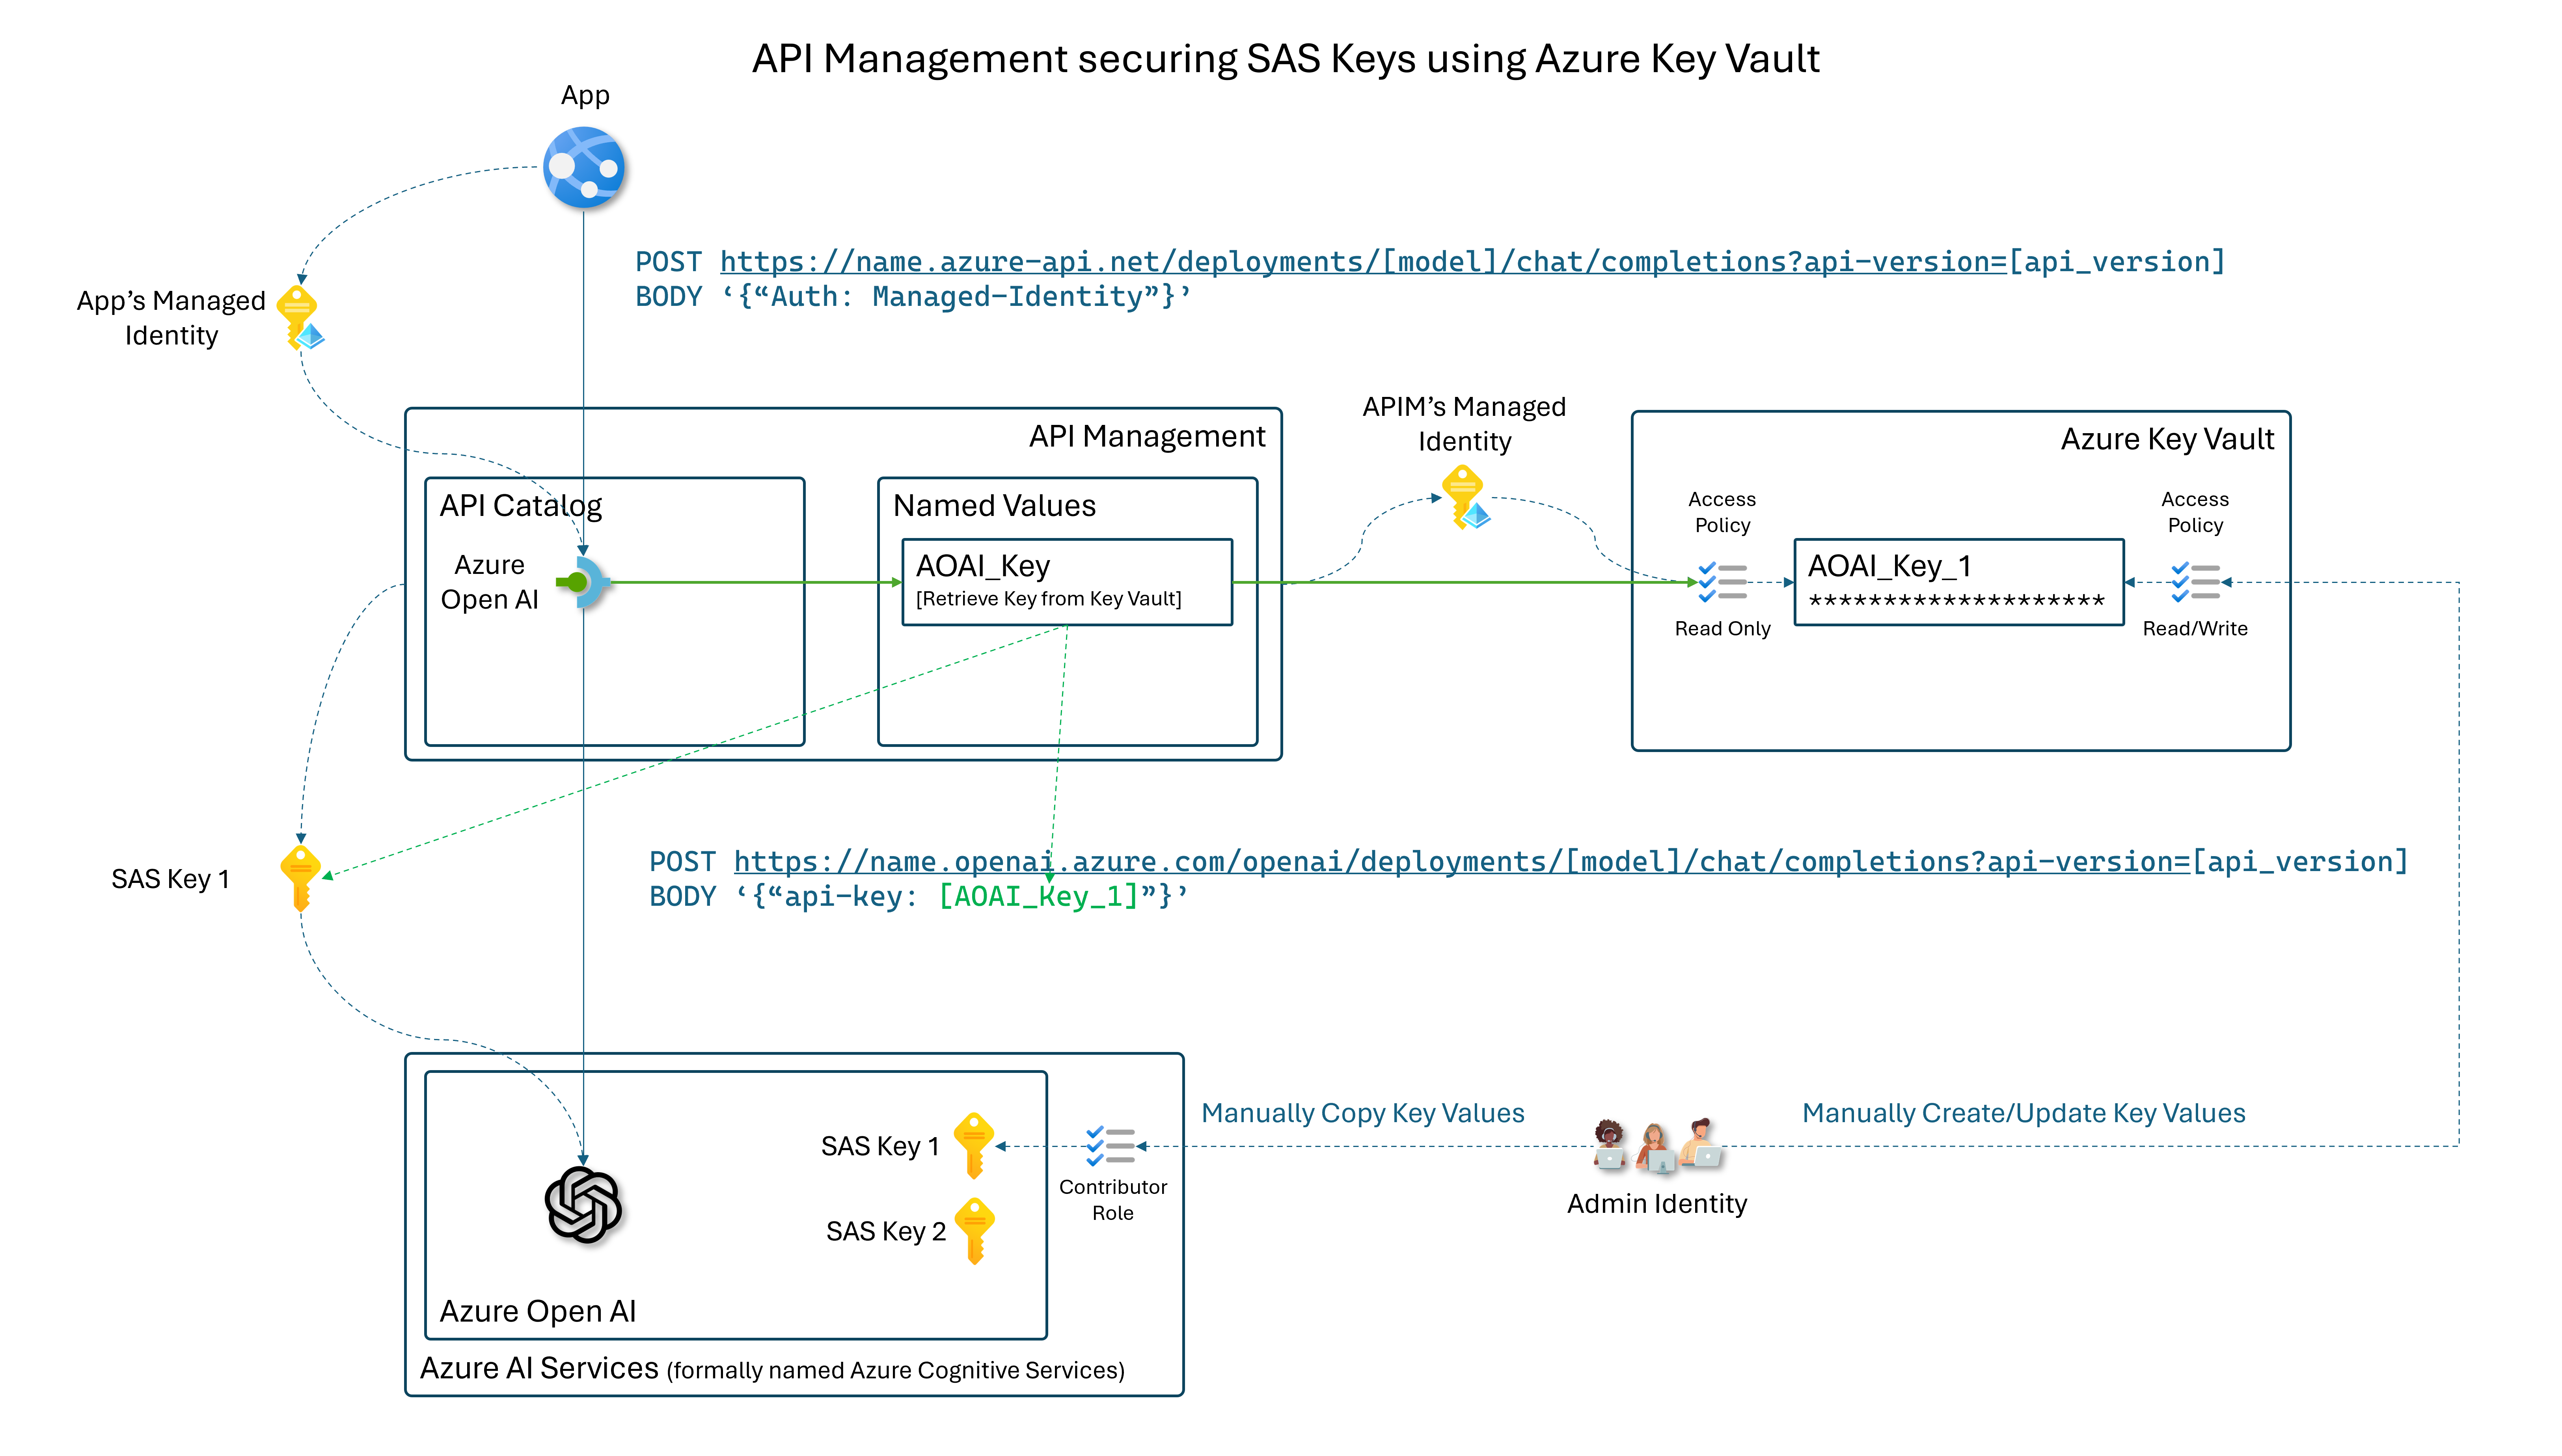 API Management securing SAS Keys using Azure Key Vault
App
POST https://name.azure-api.net/deployments/[model]/chat/completions?api-version=[api_version]
BODY ‘{“Auth: Managed-Identity”}’
App’s Managed
Identity
APIM’s Managed
Identity
API Management
Azure Key Vault
API Catalog
Named Values
Access
Policy
Access
Policy
Azure
Open AI
AOAI_Key
[Retrieve Key from Key Vault]
AOAI_Key_1
********************
Read Only
Read/Write
SAS Key 1
POST https://name.openai.azure.com/openai/deployments/[model]/chat/completions?api-version=[api_version]
BODY ‘{“api-key: [AOAI_Key_1]”}’
Manually Copy Key Values
Manually Create/Update Key Values
SAS Key 1
Contributor
Role
Admin Identity
SAS Key 2
Azure Open AI
Azure AI Services (formally named Azure Cognitive Services)